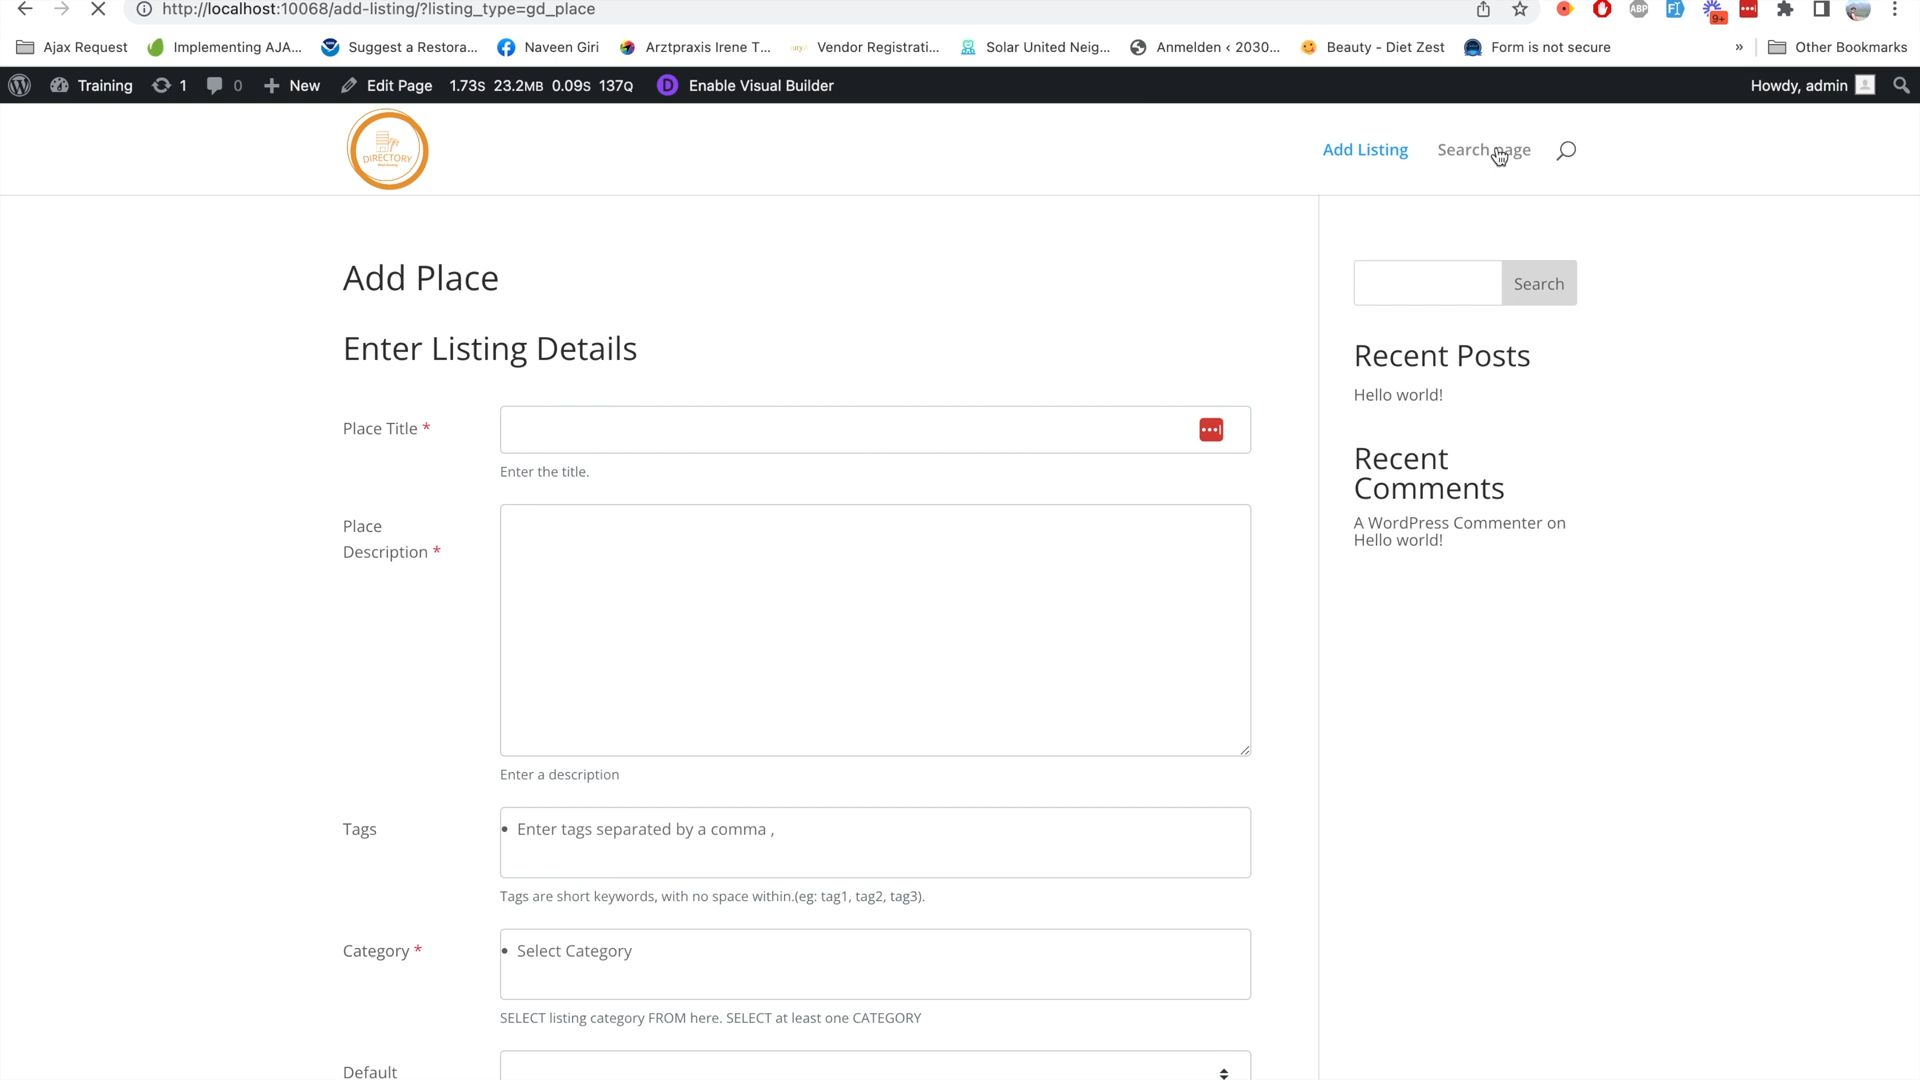 http://localhost:10068/add-listing/?listing_type=gd_place
ABP
9+
Ajax Request
Implementing AJA...
Suggest a Restora...
Naveen Giri
Arztpraxis Irene T...
Vendor Registrati...
Solar United Neig...
Anmelden ‹ 2030...
Beauty - Diet Zest
Form is not secure
»
Other Bookmarks
Training
1
0
New
Edit Page
1.73S 23.2MB 0.09S 137Q
D
Enable Visual Builder
Howdy, admin
DIRECTORY
Add Listing
Search page
Add Place
Search
Enter Listing Details
Recent Posts
Hello world!
Place Title *
Enter the title.
Recent
Comments
A WordPress Commenter on
Hello world!
Place
Description *
Enter a description
Tags
• Enter tags separated by a comma ,
Tags are short keywords, with no space within.(eg: tag1, tag2, tag3).
Category *
• Select Category
SELECT listing category FROM here. SELECT at least one CATEGORY
Default